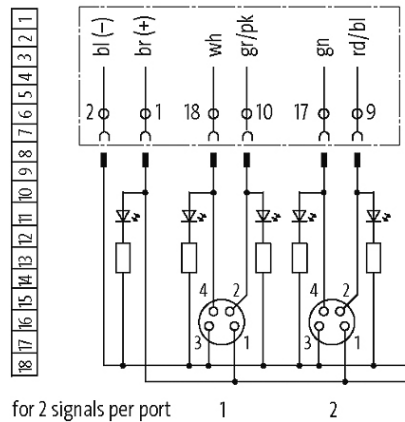 1 2 3 4 5 6 7 8 9 10 11 12 13 14 15 16 17 18
bl (–) br (+) wh gr/pk gn rd/bl
2 1 18 10 17 9
4 2 4 2
3 1 3 1
for 2 signals per port 1 2